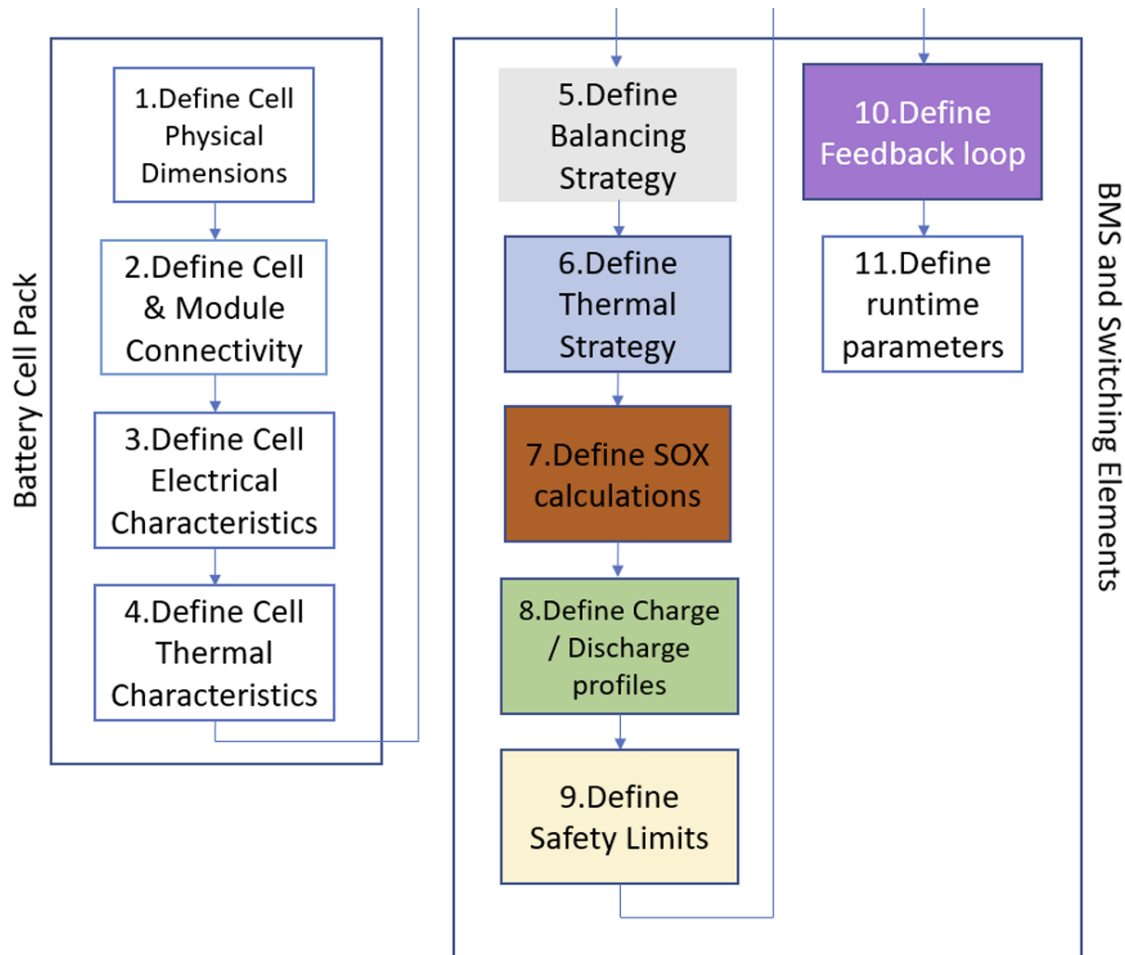 Battery Cell Pack
1.Define Cell
Physical
Dimensions
2.Define Cell
& Module
Connectivity
3.Define Cell
Electrical
Characteristics
4.Define Cell
Thermal
Characteristics
5.Define
Balancing
Strategy
6.Define
Thermal
Strategy
7.Define SOX
calculations
8.Define Charge
/ Discharge
profiles
9.Define
Safety Limits
10.Define
Feedback loop
11.Define
runtime
parameters
BMS and Switching Elements